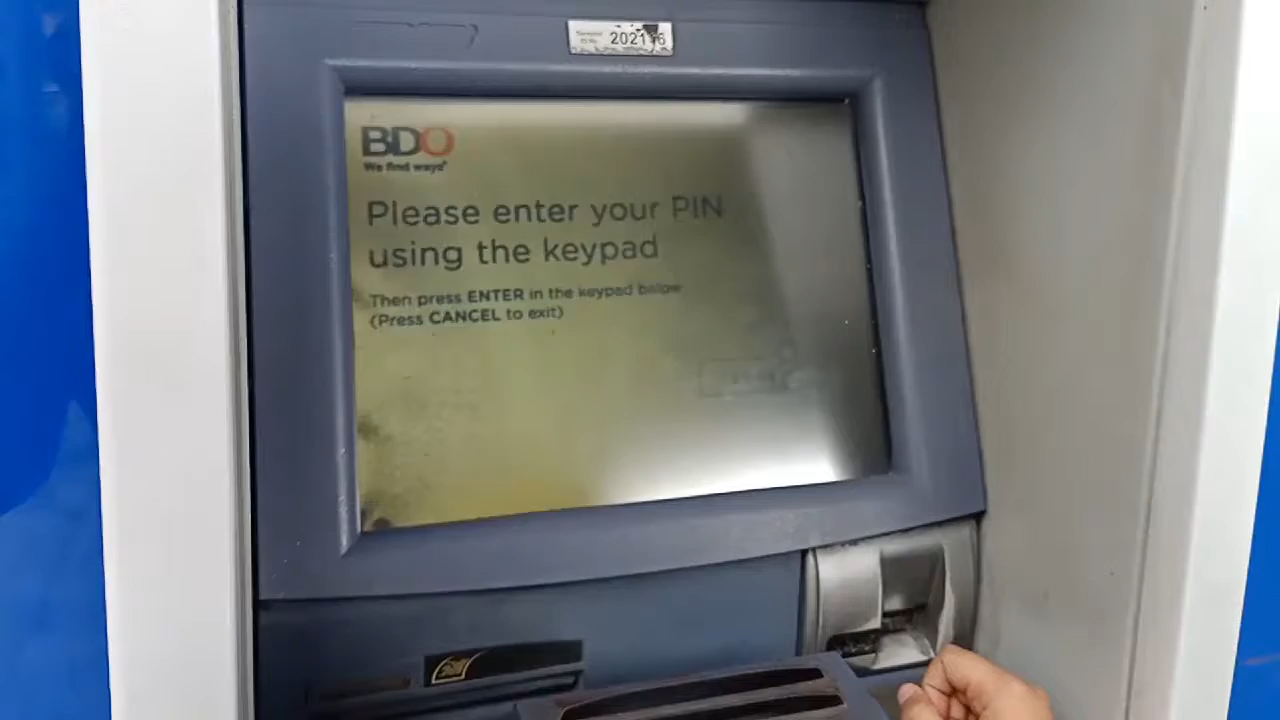 BDO
We find ways®
Please enter your PIN
using the keypad
Then press ENTER in the keypad below
(Press CANCEL to exit)